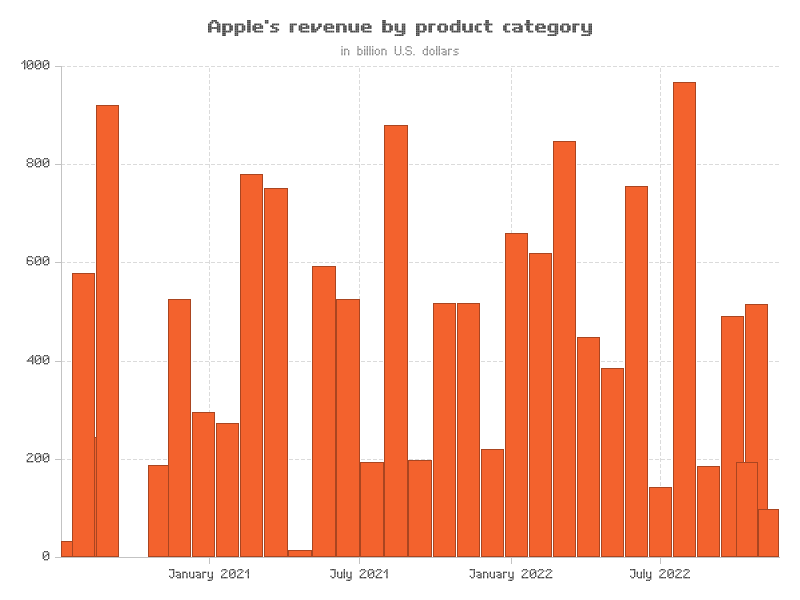 Apple's revenue by product category
in billion U.S. dollars
1000
800
600
400
200
0
January 2021
July 2021
January 2022
July 2022